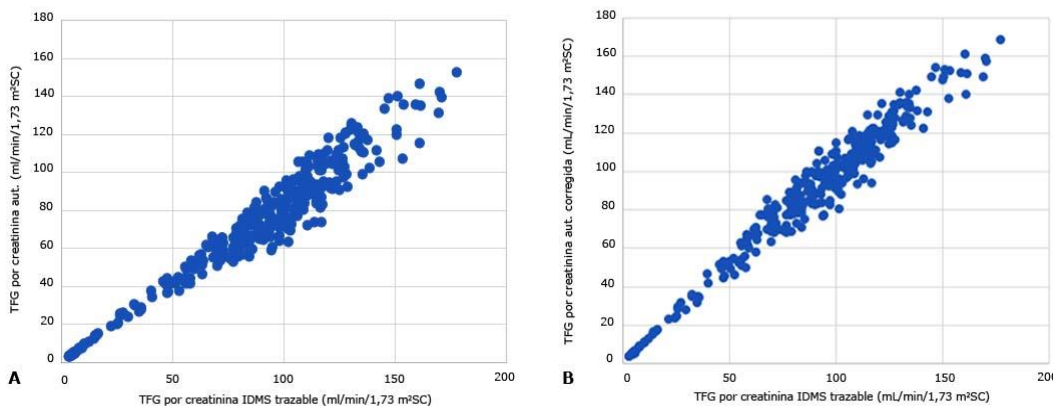 TFG por creatinina aut. (ml/min/1,73 m²SC)
180
160
140
120
100
80
60
40
20
0
0 50 100 150 200
TFG por creatinina IDMS trazable (ml/min/1,73 m²SC)
A
TFG por creatinina aut. corregida (mL/min/1,73 m²SC)
180
160
140
120
100
80
60
40
20
0
0 50 100 150 200
TFG por creatinina IDMS trazable (mL/min/1,73 m²SC)
B